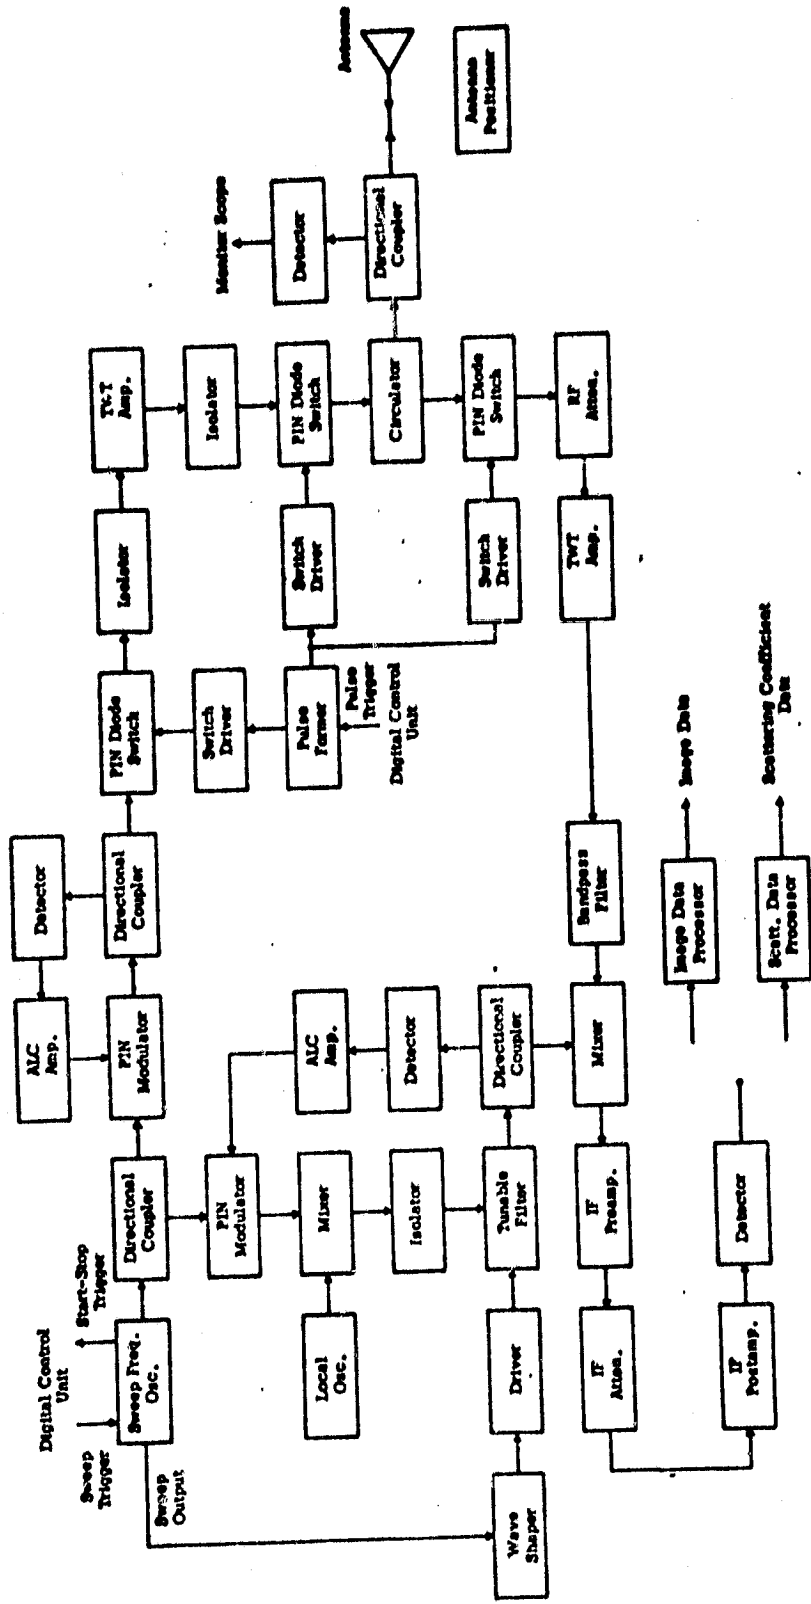 Digital Control
Unit
Sweep
Trigger
Start-Stop
Trigger
Sweep Freq.
Osc.
Sweep
Output
Directional
Coupler
PIN
Modulator
ALC
Amp.
Detector
Directional
Coupler
PIN Diode
Switch
Isolator
TWT
Amp.
Isolator
PIN Diode
Switch
Switch
Driver
Switch
Driver
Pulse
Former
Pulse
Trigger
Digital Control
Unit
Circulator
Directional
Coupler
Detector
Monitor Scope
Antenna
Antenna
Positioner
PIN Diode
Switch
Switch
Driver
RF
Atten.
TWT
Amp.
PIN
Modulator
Mixer
Local
Osc.
Isolator
Tunable
Filter
Driver
Wave
Shaper
ALC
Amp.
Detector
Directional
Coupler
Bandpass
Filter
Mixer
IF
Preamp.
IF
Atten.
IF
Postamp.
Detector
Image Data
Processor
Image Data
Scatt. Data
Processor
Scattering Coefficient
Data